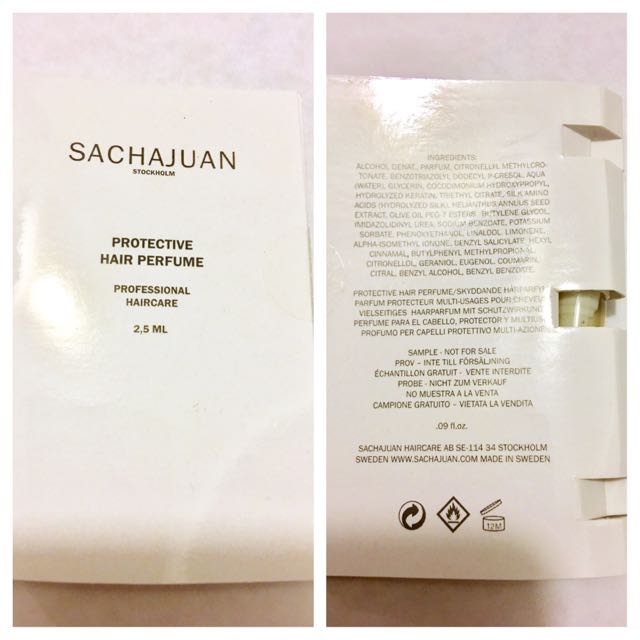 SACHAJUAN
STOCKHOLM
PROTECTIVE
HAIR PERFUME
PROFESSIONAL
HAIRCARE
2,5 ML
INGREDIENTS:
ALCOHOL DENAT., PARFUM, CITRONELLYL METHYLCRO-
TONATE, BENZOTRIAZOLYL DODECYL P-CRESOL, AQUA
(WATER), GLYCERIN, COCODIMONIUM HYDROXYPROPYL,
HYDROLYZED KERATIN, TRIETHYL CITRATE, SILK AMINO
ACIDS (HYDROLYZED SILK), HELIANTHUS ANNUUS SEED
EXTRACT, OLIVE OIL PEG-7 ESTERS, BUTYLENE GLYCOL,
IMIDAZOLIDINYL UREA, SODIUM BENZOATE, POTASSIUM
SORBATE, PHENOXYETHANOL, LINALOOL, LIMONENE,
ALPHA-ISOMETHYL IONONE, BENZYL SALICYLATE, HEXYL
CINNAMAL, BUTYLPHENYL METHYLPROPIONAL,
CITRONELLOL, GERANIOL, EUGENOL, COUMARIN,
CITRAL, BENZYL ALCOHOL, BENZYL BENZOATE.
PROTECTIVE HAIR PERFUME/SKYDDANDE HÅRPARFYM
PARFUM PROTECTEUR MULTI-USAGES POUR CHEVEUX
VIELSEITIGES HAARPARFUM MIT SCHUTZWIRKUNG
PERFUME PARA EL CABELLO, PROTECTOR Y MULTIUSO
PROFUMO PER CAPELLI PROTETTIVO MULTI-AZIONE
SAMPLE - NOT FOR SALE
PROV – INTE TILL FÖRSÄLJNING
ÉCHANTILLON GRATUIT - VENTE INTERDITE
PROBE - NICHT ZUM VERKAUF
NO MUESTRA A LA VENTA
CAMPIONE GRATUITO – VIETATA LA VENDITA
.09 fl.oz.
SACHAJUAN HAIRCARE AB SE-114 34 STOCKHOLM
SWEDEN WWW.SACHAJUAN.COM MADE IN SWEDEN
12M